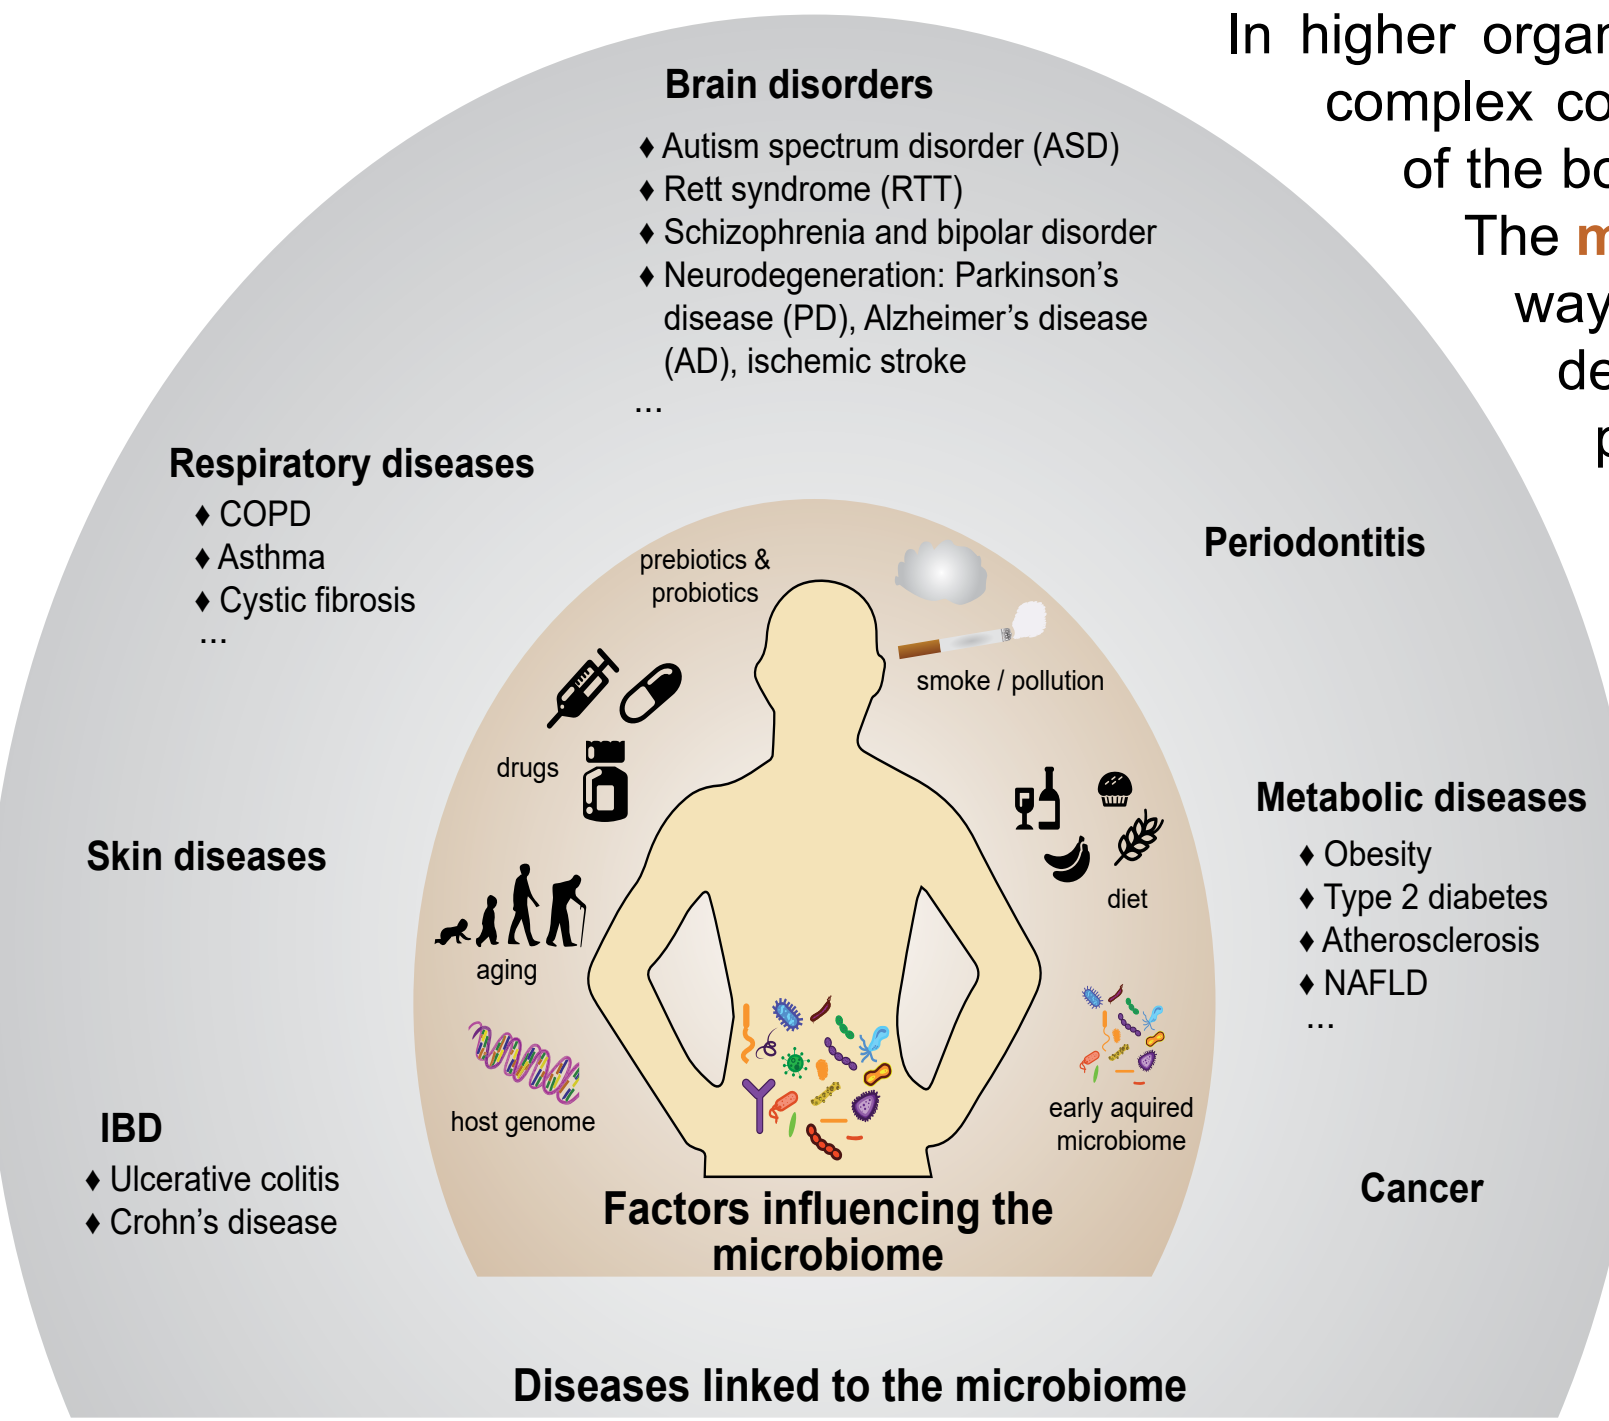 In higher organ
complex co
of the bo
The m
way
de
p
Brain disorders
♦ Autism spectrum disorder (ASD)
♦ Rett syndrome (RTT)
♦ Schizophrenia and bipolar disorder
♦ Neurodegeneration: Parkinson’s
disease (PD), Alzheimer’s disease
(AD), ischemic stroke
...
Respiratory diseases
♦ COPD
♦ Asthma
♦ Cystic fibrosis
...
Periodontitis
prebiotics &
probiotics
smoke / pollution
drugs
diet
Metabolic diseases
♦ Obesity
♦ Type 2 diabetes
♦ Atherosclerosis
♦ NAFLD
...
Skin diseases
aging
host genome
early aquired
microbiome
IBD
♦ Ulcerative colitis
♦ Crohn’s disease
Cancer
Factors influencing the
microbiome
Diseases linked to the microbiome